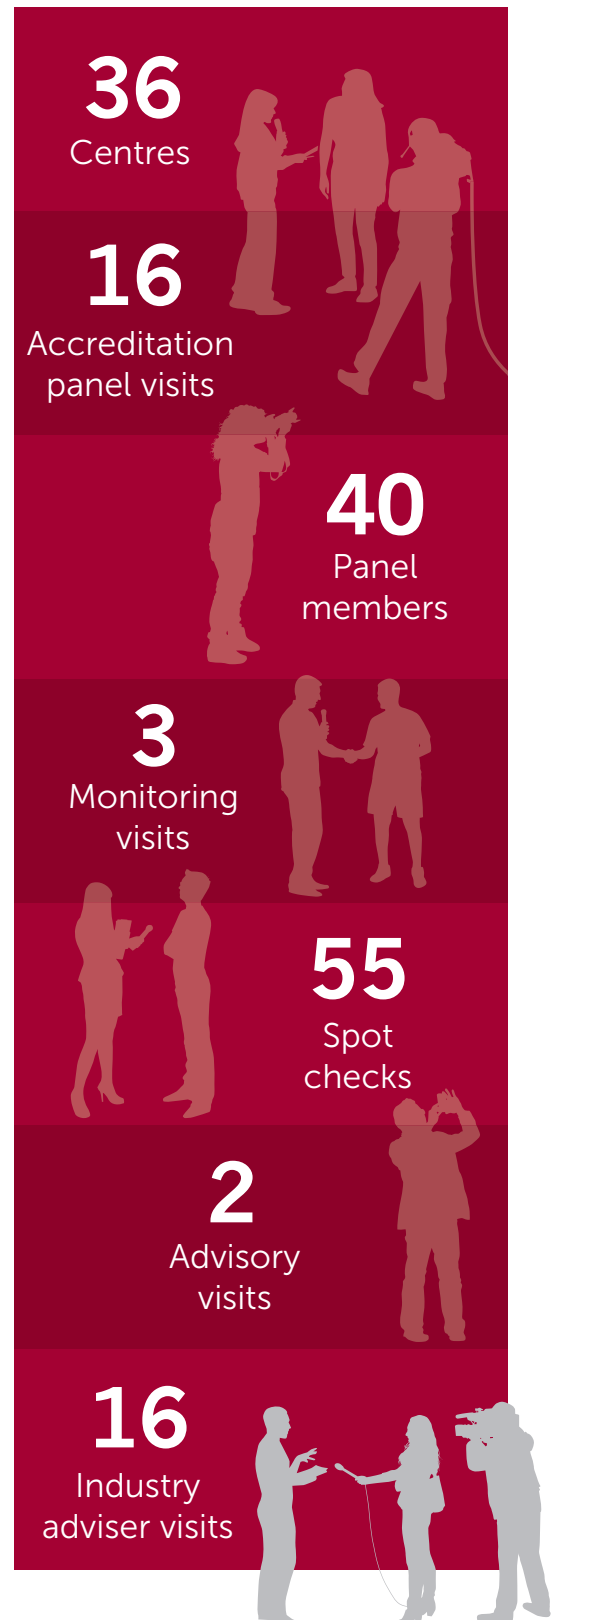 36
Centres
16
Accreditation
panel visits
40
Panel
members
3
Monitoring
visits
55
Spot
checks
2
Advisory
visits
16
Industry
adviser visits